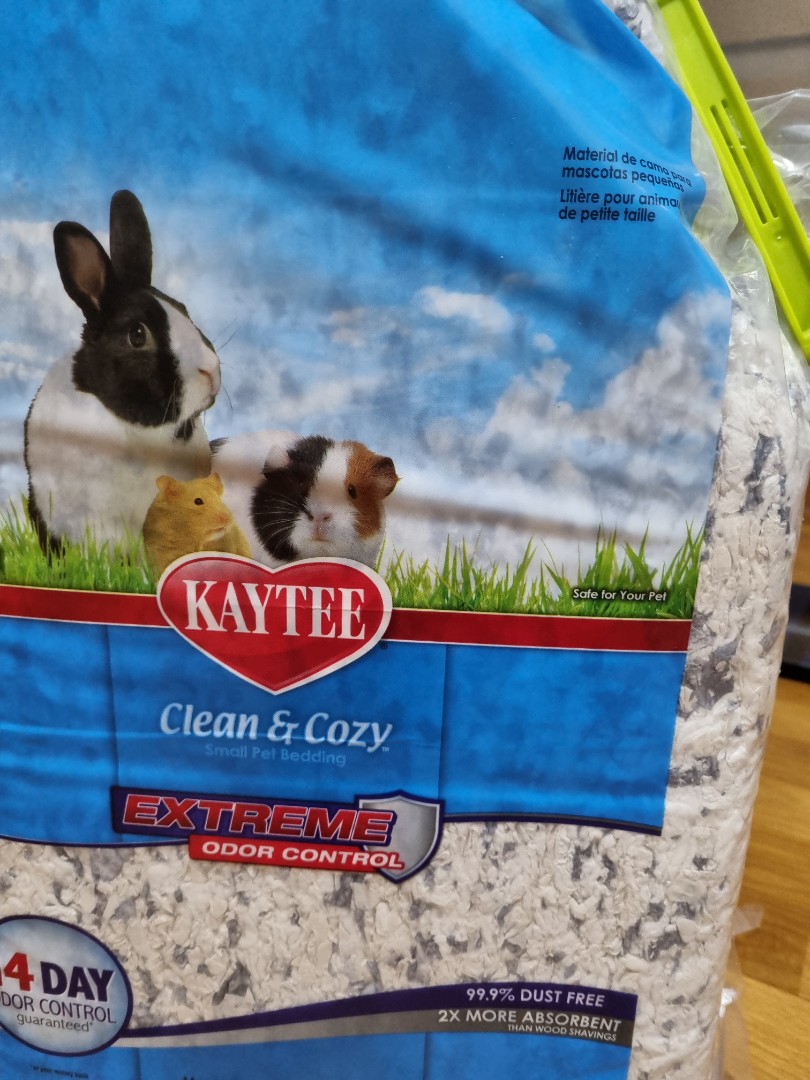 Material de cama para
mascotas pequeñas
Litière pour
de petite taille
Safe for Your Pet
KAYTEE
®
Clean & Cozy™
Small Pet Bedding
EXTREME
ODOR CONTROL
4 DAY
ODOR CONTROL
guaranteed*
99.9% DUST FREE
2X MORE ABSORBENT
THAN WOOD SHAVINGS